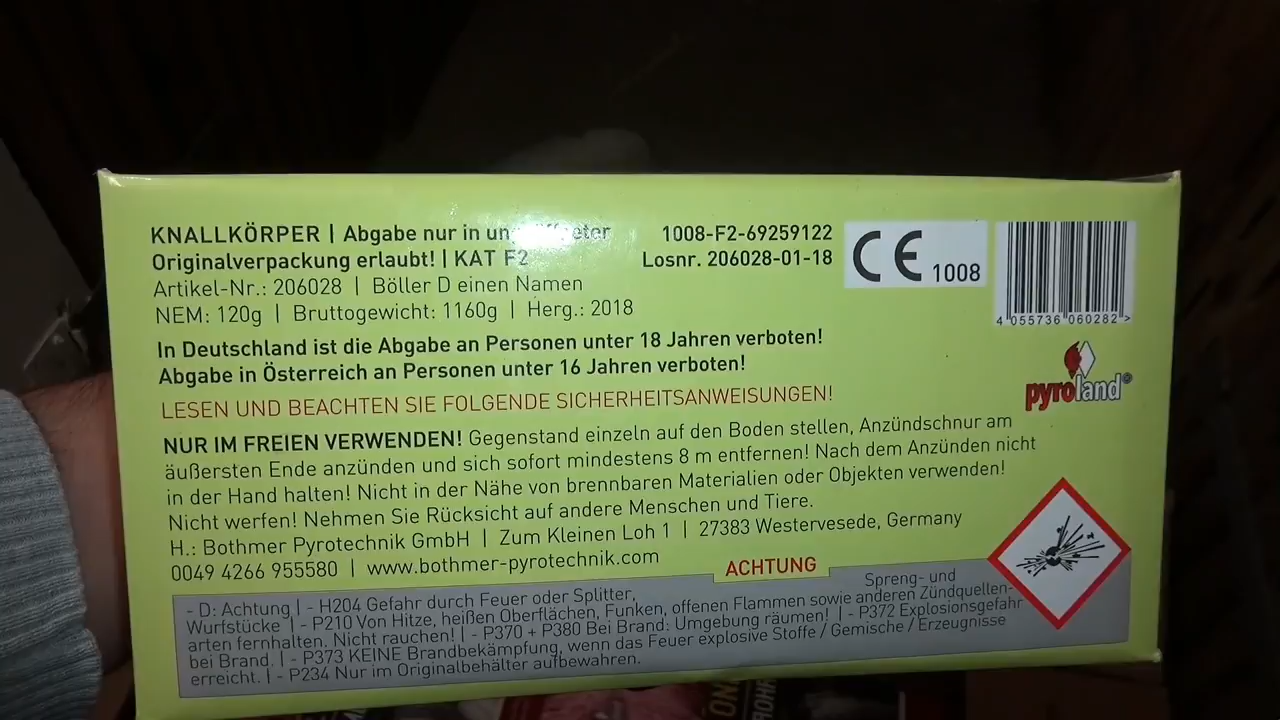 KNALLKÖRPER | Abgabe nur in
Originalverpackung erlaubt! | KAT F2
Artikel-Nr.: 206028 | Böller D einen Namen
NEM: 120g | Bruttogewicht: 1160g | Herg.: 2018
1008-F2-69259122
Losnr. 206028-01-18
CE 1008
4 055736 060282 >
In Deutschland ist die Abgabe an Personen unter 18 Jahren verboten!
Abgabe in Österreich an Personen unter 16 Jahren verboten!
pyroland®
LESEN UND BEACHTEN SIE FOLGENDE SICHERHEITSANWEISUNGEN!
NUR IM FREIEN VERWENDEN! Gegenstand einzeln auf den Boden stellen, Anzündschnur am
äußersten Ende anzünden und sich sofort mindestens 8 m entfernen! Nach dem Anzünden nicht
in der Hand halten! Nicht in der Nähe von brennbaren Materialien oder Objekten verwenden!
Nicht werfen! Nehmen Sie Rücksicht auf andere Menschen und Tiere.
H.: Bothmer Pyrotechnik GmbH | Zum Kleinen Loh 1 | 27383 Westervesede, Germany
0049 4266 955580 | www.bothmer-pyrotechnik.com
ACHTUNG
- D: Achtung | - H204 Gefahr durch Feuer oder Splitter, Spreng- und
Wurfstücke | - P210 Von Hitze, heißen Oberflächen, Funken, offenen Flammen sowie anderen Zündquellen-
arten fernhalten. Nicht rauchen! | - P370 + P380 Bei Brand: Umgebung räumen! | - P372 Explosionsgefahr
bei Brand. | - P373 KEINE Brandbekämpfung, wenn das Feuer explosive Stoffe / Gemische / Erzeugnisse
erreicht. | - P234 Nur im Originalbehälter aufbewahren.